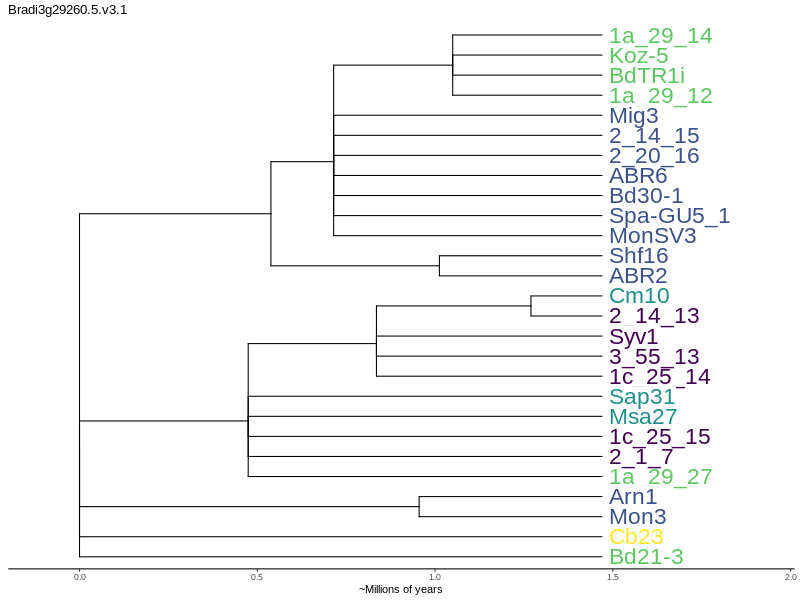 Bradi3g29260.5.v3.1
1a_29_14
Koz-5
BdTR1i
1a_29_12
Mig3
2_14_15
2_20_16
ABR6
Bd30-1
Spa-GU5_1
MonSV3
Shf16
ABR2
Cm10
2_14_13
Syv1
3_55_13
1c_25_14
Sap31
Msa27
1c_25_15
2_1_7
1a_29_27
Arn1
Mon3
Cb23
Bd21-3
0.0 0.5 1.0 1.5 2.0
~Millions of years